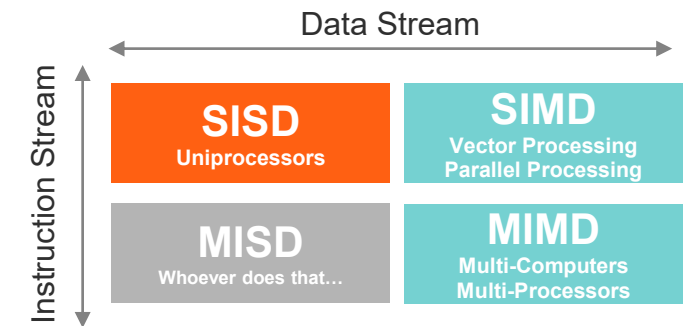 Data Stream
Instruction Stream
SISD
Uniprocessors
SIMD
Vector Processing
Parallel Processing
MISD
Whoever does that…
MIMD
Multi-Computers
Multi-Processors